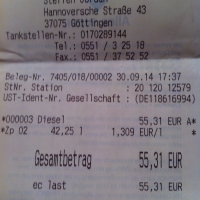 Hannoversche Straße 43
37075 Göttingen
Tankstellen-Nr.: 0170289144
Tel.: 0551 / 3 25 18
Fax.: 0551 / 30 52 52
Beleg-Nr. 7405/018/00002 30.09.14 17:37
StNr. Station : 20 120 12579
UST-Ident-Nr. Gesellschaft : (DE118616994)
*000003 Diesel 55,31 EUR A*
*Zp 02 42,25 l 1,309 EUR/l *
Gesamtbetrag 55,31 EUR
ec last 55,31 EUR